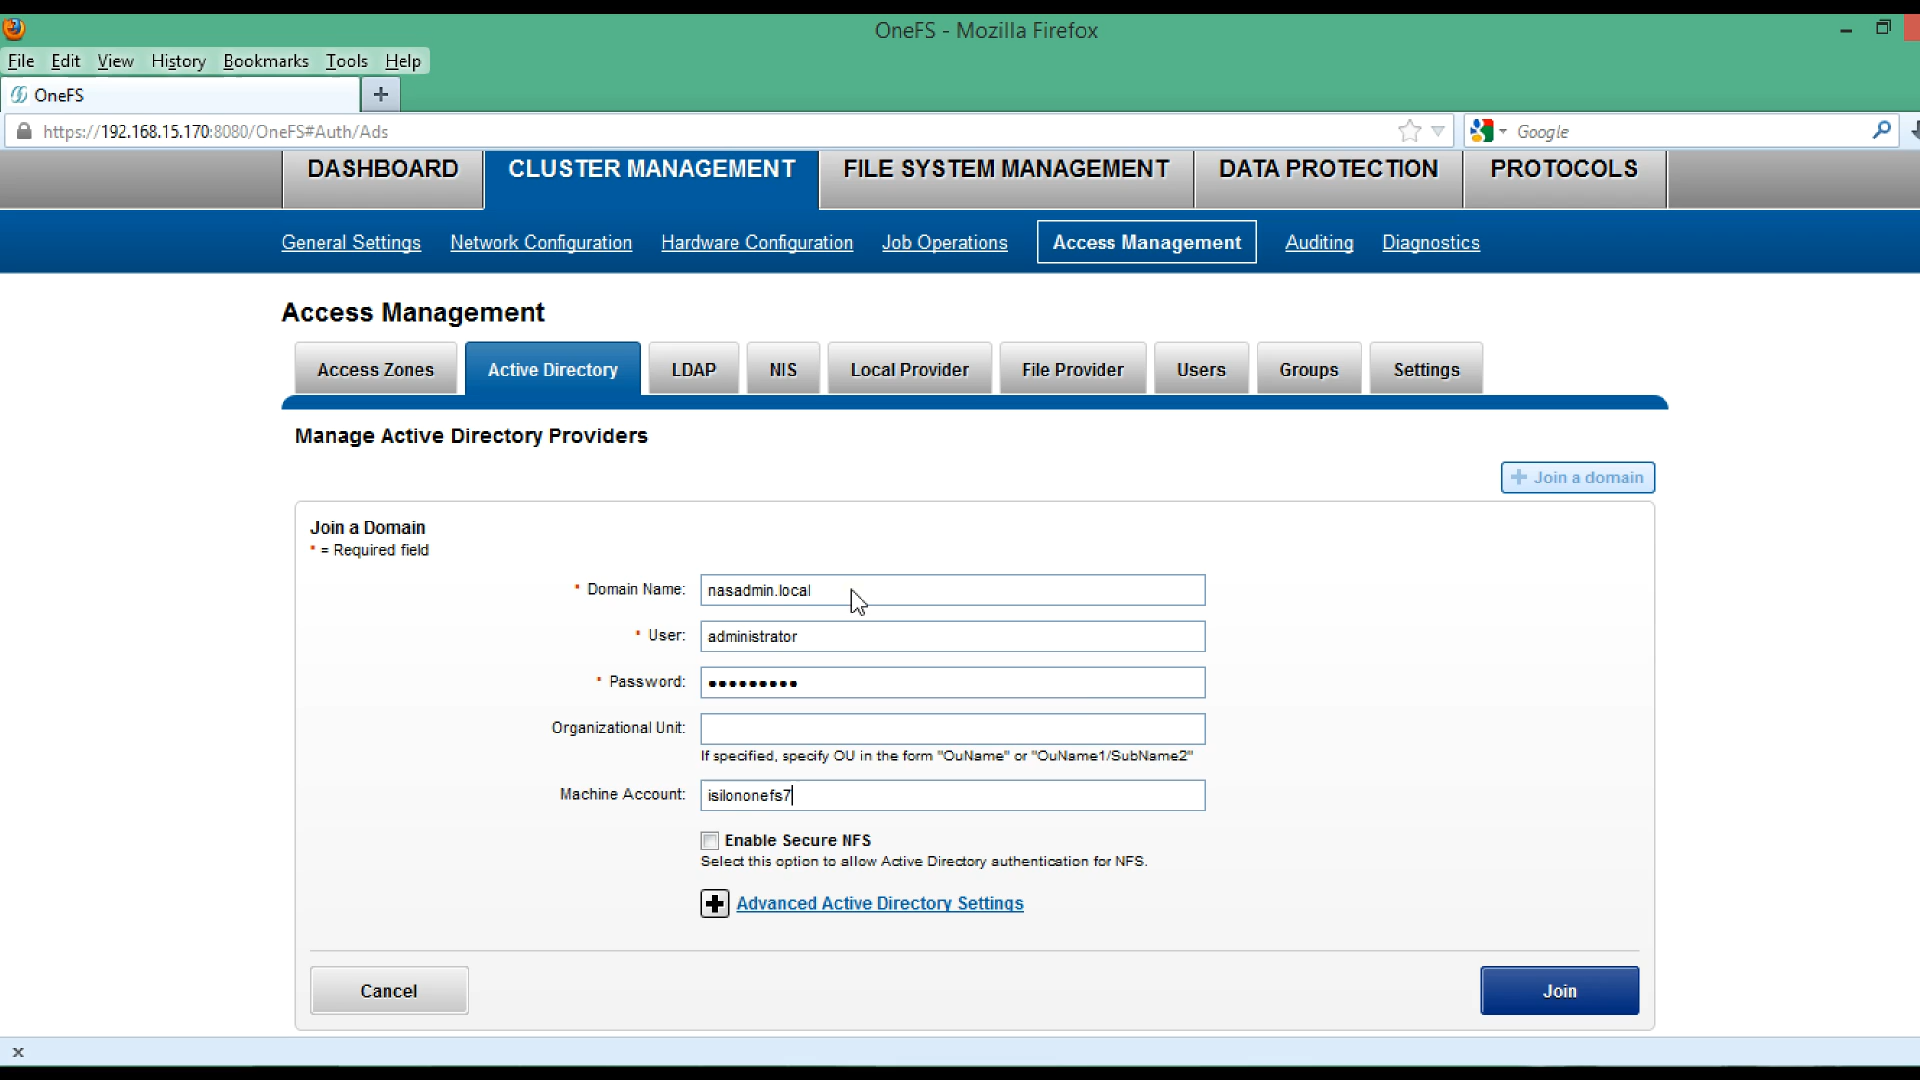 OneFS - Mozilla Firefox
File Edit View History Bookmarks Tools Help
OneFS
https://192.168.15.170:8080/OneFS#Auth/Ads
Google
DASHBOARD CLUSTER MANAGEMENT FILE SYSTEM MANAGEMENT DATA PROTECTION PROTOCOLS
General Settings Network Configuration Hardware Configuration Job Operations Access Management Auditing Diagnostics
Access Management
Access Zones Active Directory LDAP NIS Local Provider File Provider Users Groups Settings
Manage Active Directory Providers
+ Join a domain
Join a Domain
* = Required field
* Domain Name: nasadmin.local
* User: administrator
* Password: •••••••••
Organizational Unit:
If specified, specify OU in the form "OuName" or "OuName1/SubName2"
Machine Account: isilononefs7
Enable Secure NFS
Select this option to allow Active Directory authentication for NFS.
Advanced Active Directory Settings
Cancel Join